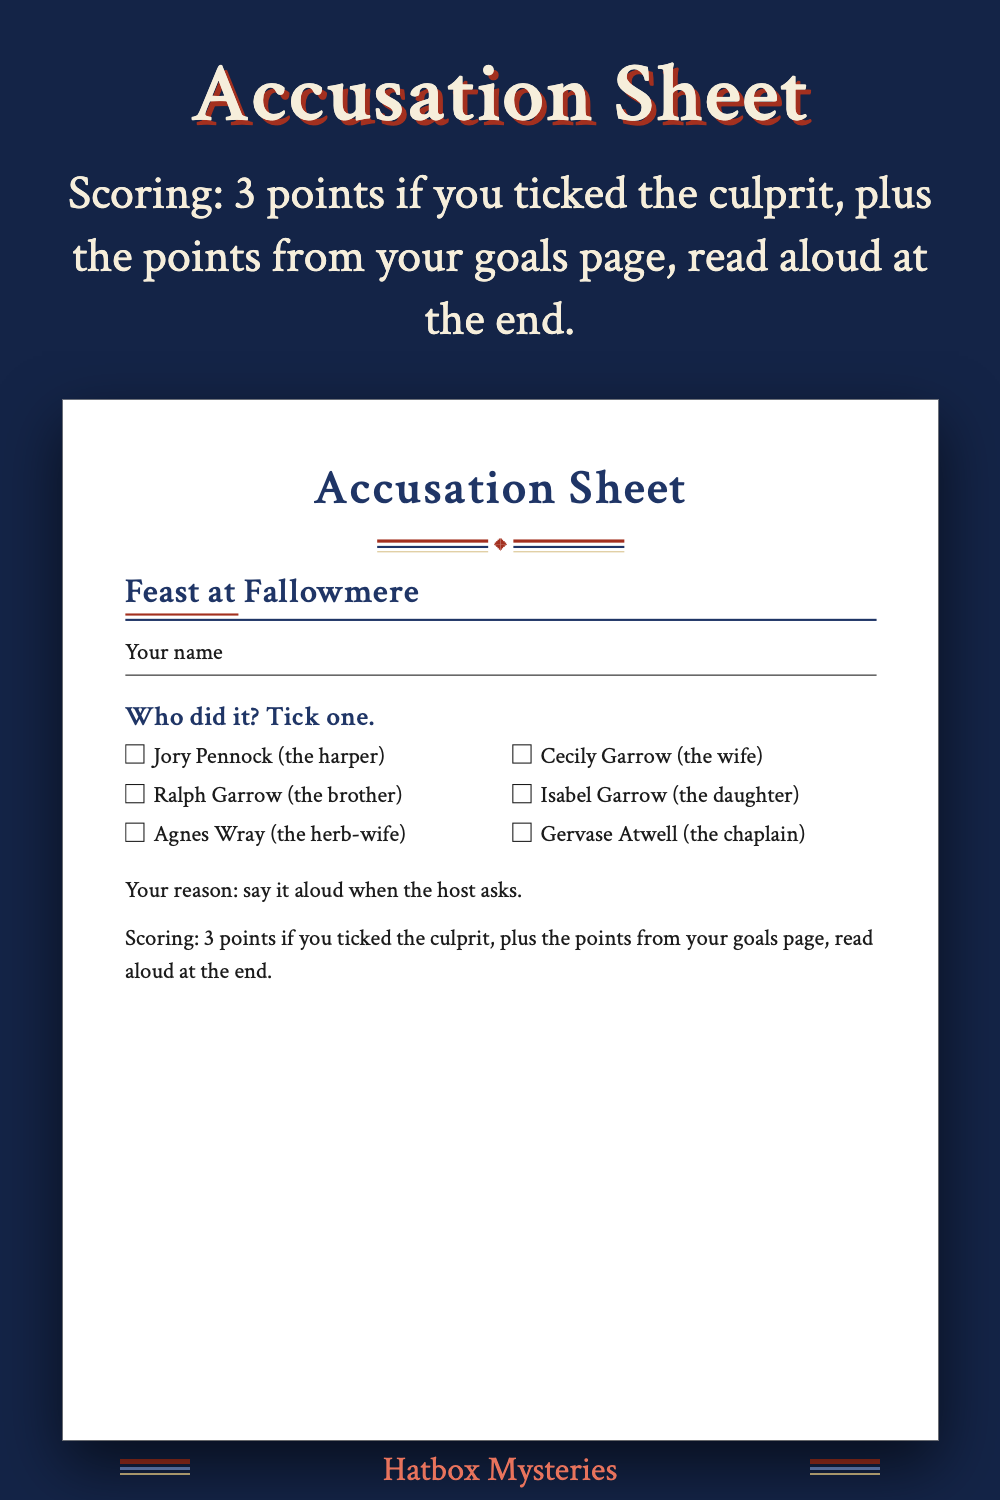 Accusation Sheet
Scoring: 3 points if you ticked the culprit, plus
the points from your goals page, read aloud at
the end.
Accusation Sheet
Feast at Fallowmere
Your name
Who did it? Tick one.
Jory Pennock (the harper)
Cecily Garrow (the wife)
Ralph Garrow (the brother)
Isabel Garrow (the daughter)
Agnes Wray (the herb-wife)
Gervase Atwell (the chaplain)
Your reason: say it aloud when the host asks.
Scoring: 3 points if you ticked the culprit, plus the points from your goals page, read
aloud at the end.
Hatbox Mysteries